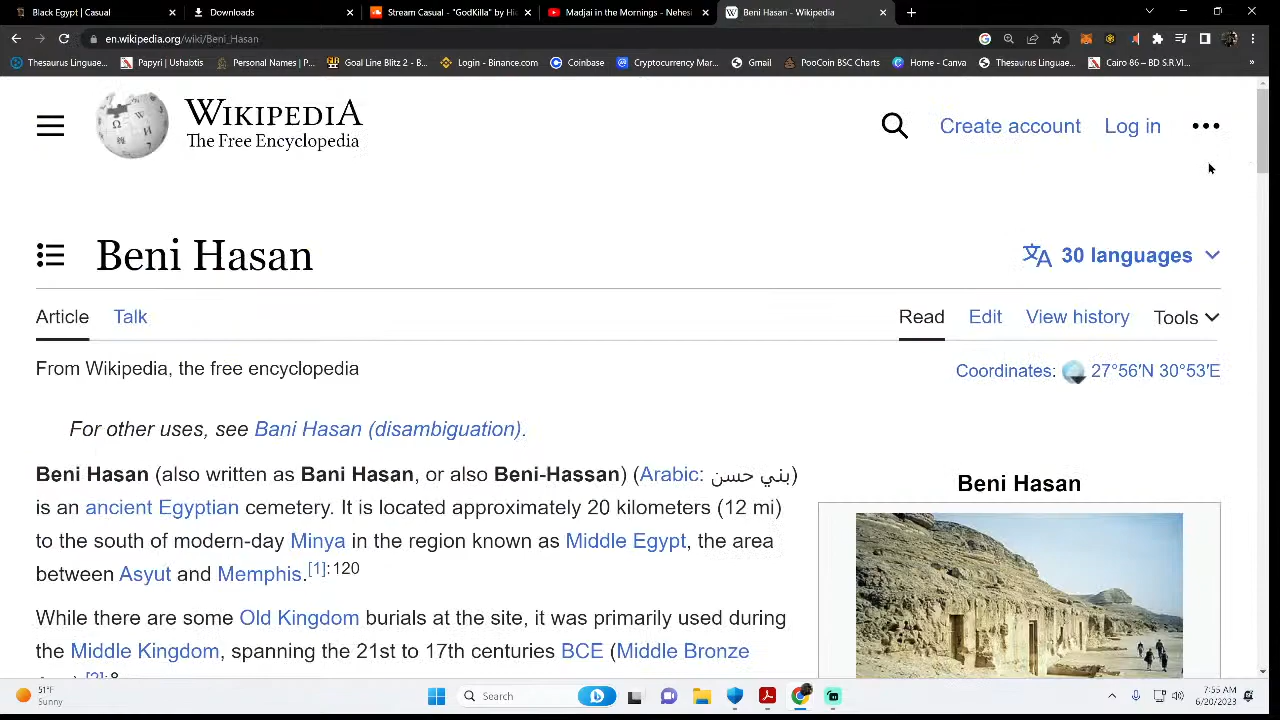 Black Egypt | Casual
Downloads
Stream Casual - "GodKilla" by Hi
Madjai in the Mornings - Nehesi
Beni Hasan - Wikipedia
en.wikipedia.org/wiki/Beni_Hasan
Thesaurus Linguae...
Papyri | Ushabtis
Personal Names | P...
Goal Line Blitz 2 - B...
Login - Binance.com
Coinbase
Cryptocurrency Mar...
Gmail
PooCoin BSC Charts
Home - Canva
Thesaurus Linguae...
Cairo 86 – BD S.R.VI...
WIKIPEDIA
The Free Encyclopedia
Create account
Log in
Beni Hasan
30 languages
Article
Talk
Read
Edit
View history
Tools
From Wikipedia, the free encyclopedia
Coordinates: 27°56′N 30°53′E
For other uses, see Bani Hasan (disambiguation).
Beni Hasan (also written as Bani Hasan, or also Beni-Hassan) (Arabic: بني حسن)
is an ancient Egyptian cemetery. It is located approximately 20 kilometers (12 mi)
to the south of modern-day Minya in the region known as Middle Egypt, the area
between Asyut and Memphis.[1]:120
While there are some Old Kingdom burials at the site, it was primarily used during
the Middle Kingdom, spanning the 21st to 17th centuries BCE (Middle Bronze
Beni Hasan
51°F
Sunny
Search
7:55 AM
6/20/2023